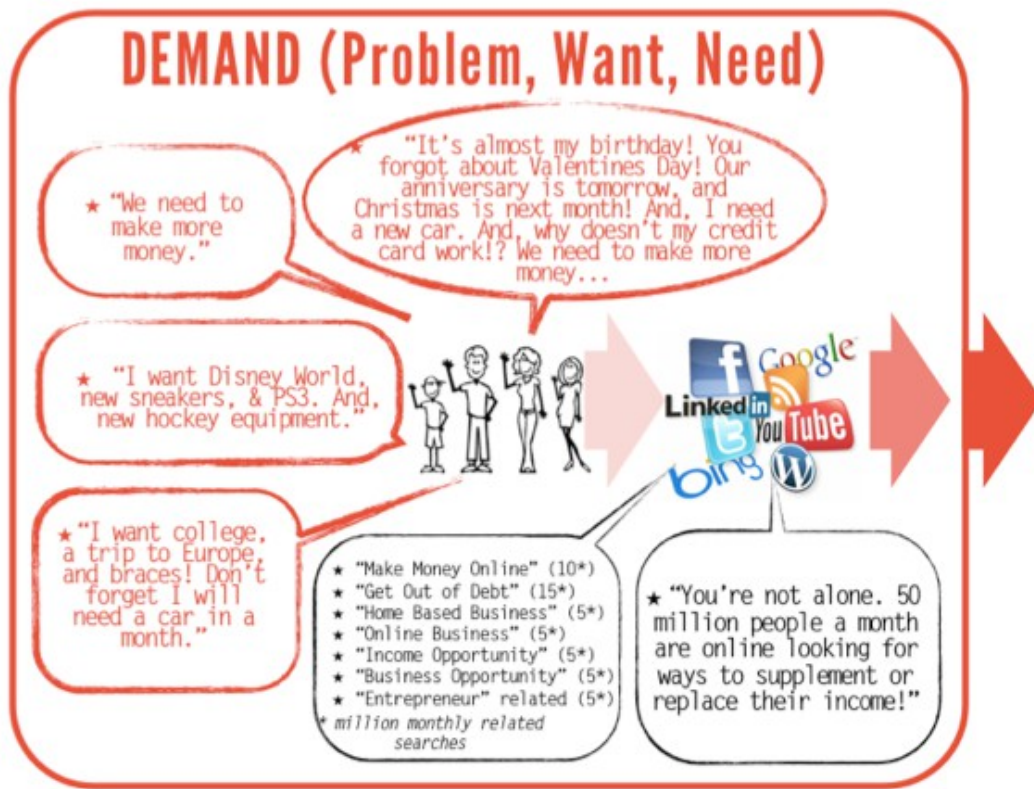 DEMAND (Problem, Want, Need)
★ "We need to
make more
money."
★ "It's almost my birthday! You
forgot about Valentines Day! Our
anniversary is tomorrow, and
Christmas is next month! And, I need
a new car. And, why doesn't my credit
card work!? We need to make more
money...
★ "I want Disney World,
new sneakers, & PS3. And,
new hockey equipment."
★ "I want college,
a trip to Europe,
and braces! Don't
forget I will
need a car in a
month."
f
Google
Linked in
You Tube
t
bing
W
★ "Make Money Online" (10*)
★ "Get Out of Debt" (15*)
★ "Home Based Business" (5*)
★ "Online Business" (5*)
★ "Income Opportunity" (5*)
★ "Business Opportunity" (5*)
★ "Entrepreneur" related (5*)
* million monthly related
searches
★ "You're not alone. 50
million people a month
are online looking for
ways to supplement or
replace their income!"